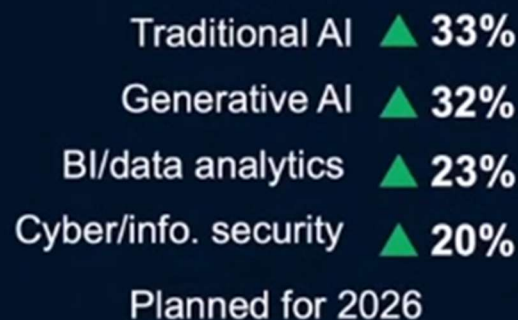 Traditional AI ▲ 33%
Generative AI ▲ 32%
BI/data analytics ▲ 23%
Cyber/info. security ▲ 20%
Planned for 2026